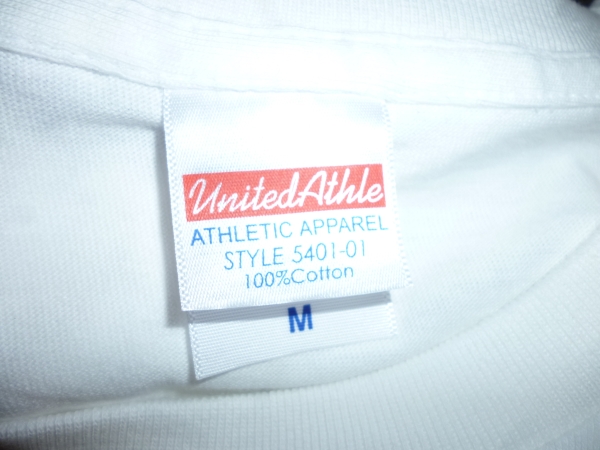 UnitedAthle
ATHLETIC APPAREL
STYLE 5401-01
100%Cotton
M